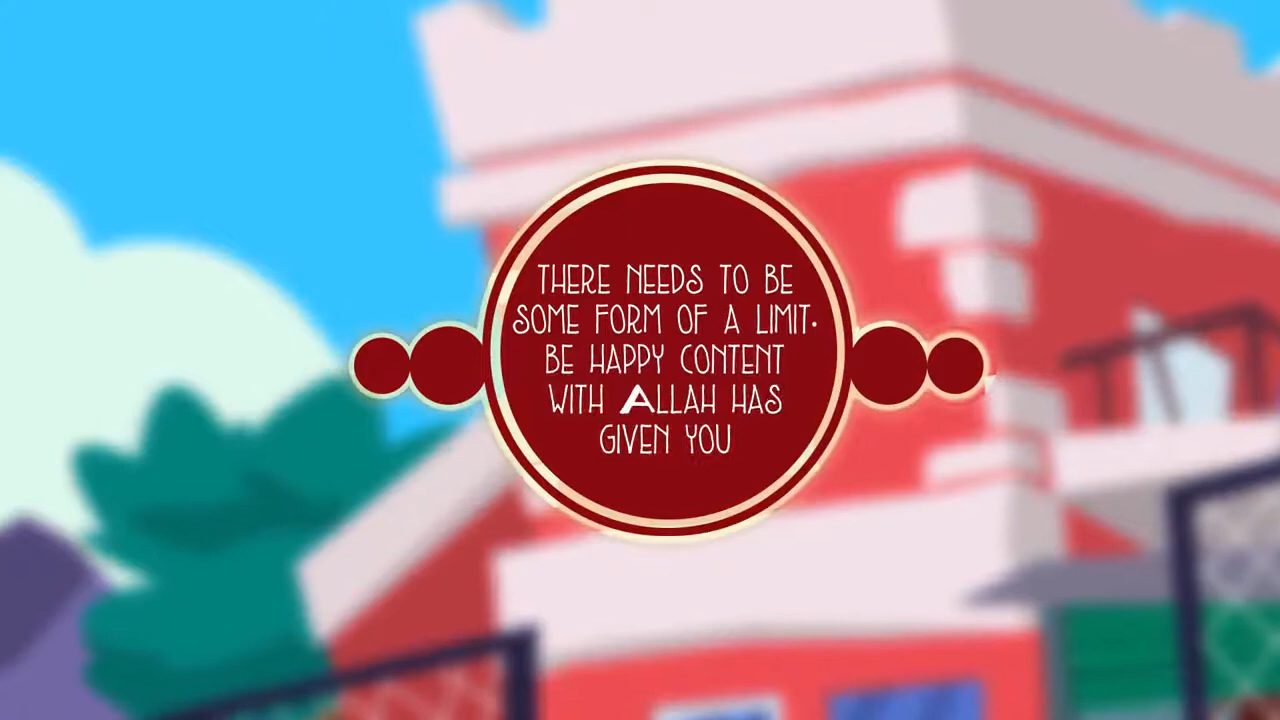 THERE NEEDS TO BE
SOME FORM OF A LIMIT.
BE HAPPY CONTENT
WITH ALLAH HAS
GIVEN YOU